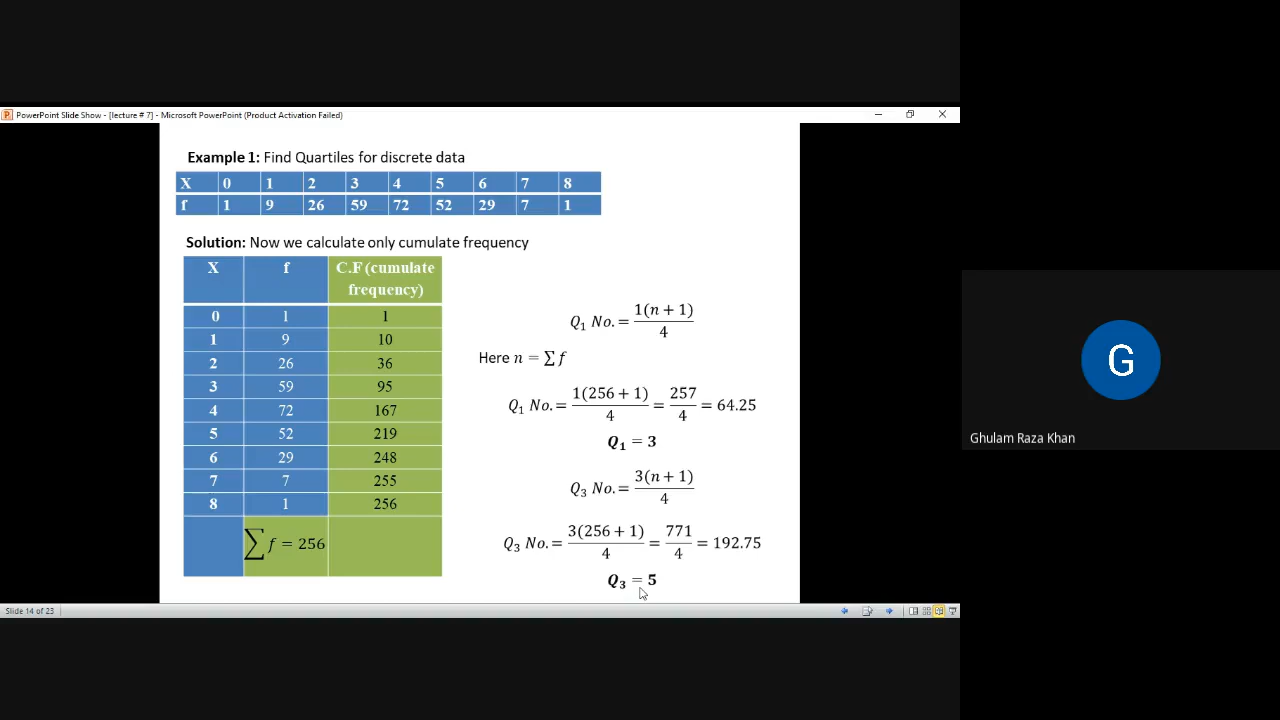 PowerPoint Slide Show - [lecture # 7] - Microsoft PowerPoint (Product Activation Failed)
Example 1: Find Quartiles for discrete data
X 0 1 2 3 4 5 6 7 8
f 1 9 26 59 72 52 29 7 1
Solution: Now we calculate only cumulate frequency
X f C.F (cumulate frequency)
0 1 1
1 9 10
2 26 36
3 59 95
4 72 167
5 52 219
6 29 248
7 7 255
8 1 256
∑ f = 256
Q₁ No. = 1(n + 1) / 4
Here n = ∑ f
Q₁ No. = 1(256 + 1) / 4 = 257 / 4 = 64.25
Q₁ = 3
Q₃ No. = 3(n + 1) / 4
Q₃ No. = 3(256 + 1) / 4 = 771 / 4 = 192.75
Q₃ = 5
Slide 14 of 23
G
Ghulam Raza Khan